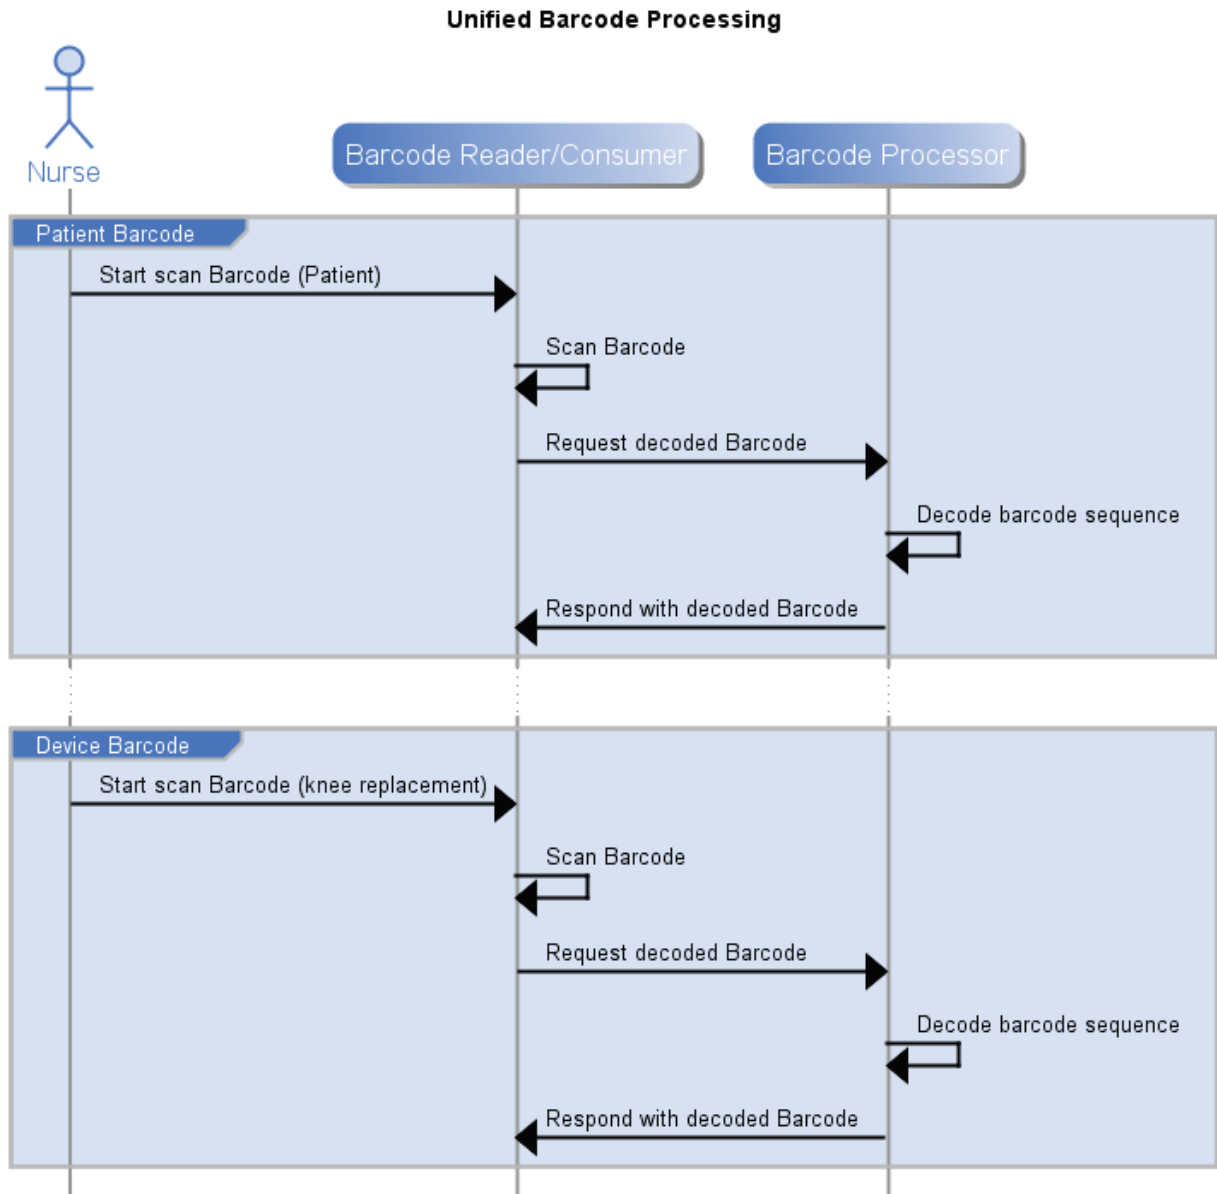 Unified Barcode Processing
Nurse
Barcode Reader/Consumer
Barcode Processor
Patient Barcode
Start scan Barcode (Patient)
Scan Barcode
Request decoded Barcode
Decode barcode sequence
Respond with decoded Barcode
Device Barcode
Start scan Barcode (knee replacement)
Scan Barcode
Request decoded Barcode
Decode barcode sequence
Respond with decoded Barcode